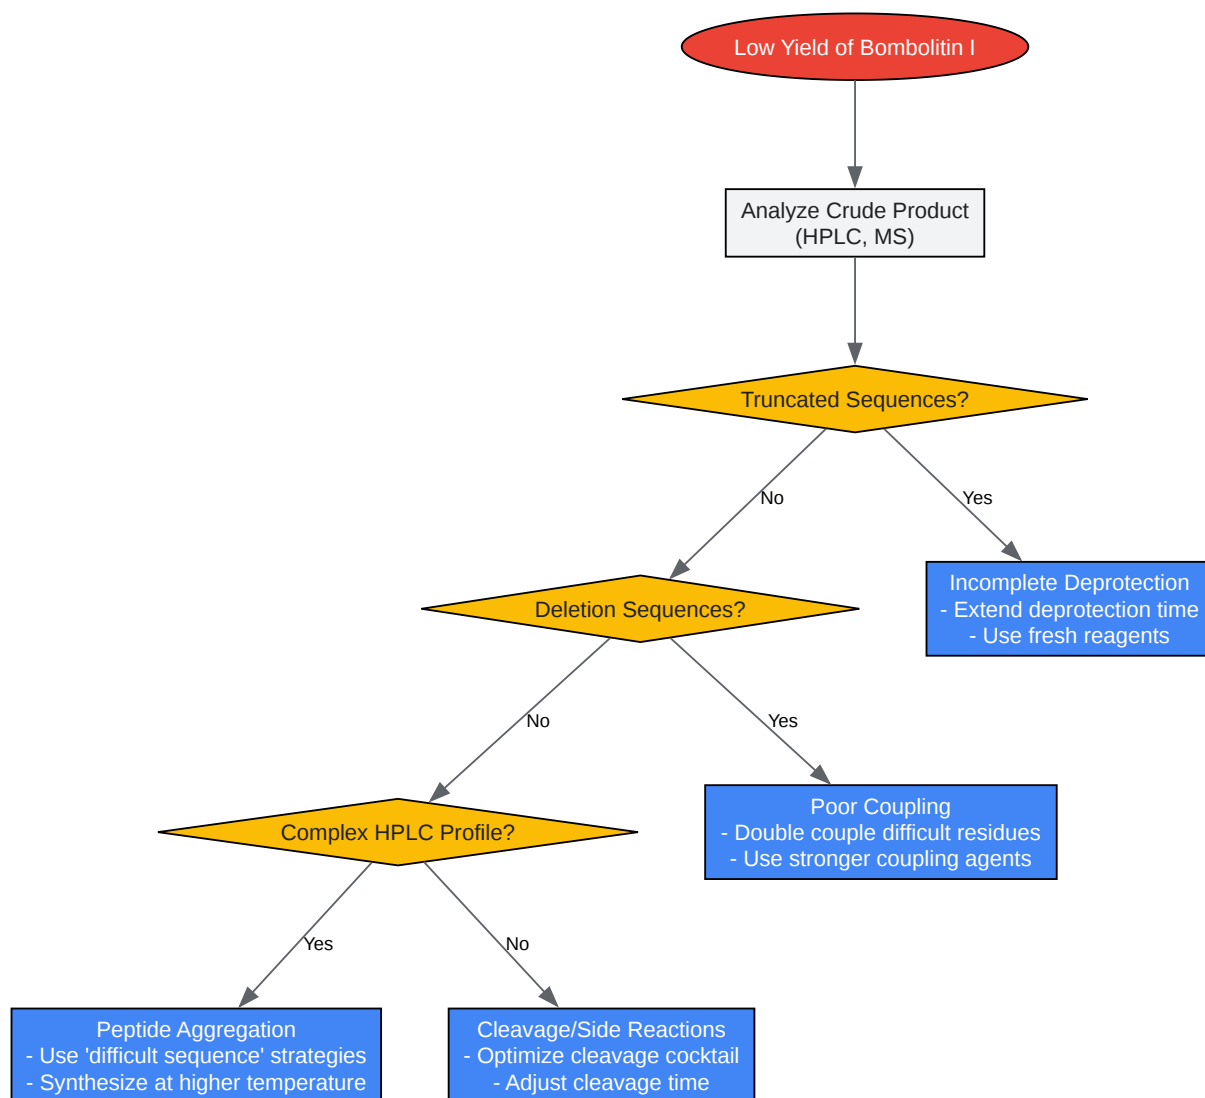 Low Yield of Bombolitin I
Analyze Crude Product
(HPLC, MS)
Truncated Sequences?
No
Yes
Deletion Sequences?
Incomplete Deprotection
- Extend deprotection time
- Use fresh reagents
No
Yes
Complex HPLC Profile?
Poor Coupling
- Double couple difficult residues
- Use stronger coupling agents
Yes
No
Peptide Aggregation
- Use 'difficult sequence' strategies
- Synthesize at higher temperature
Cleavage/Side Reactions
- Optimize cleavage cocktail
- Adjust cleavage time